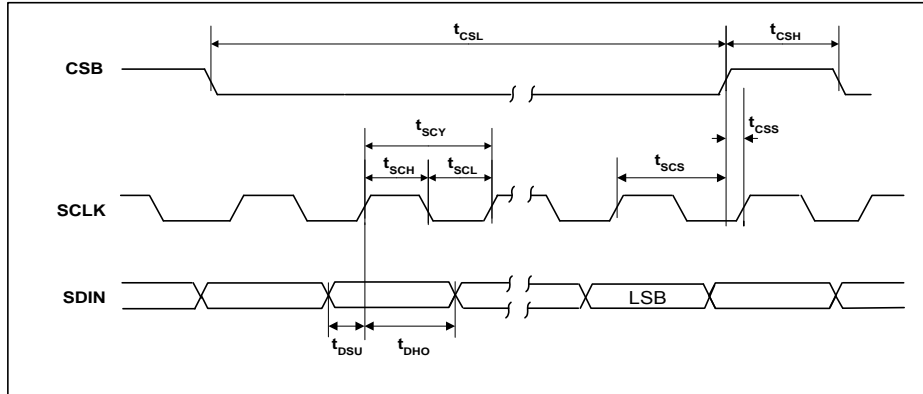 tCSL
tCSH
CSB
tCSS
tSCY
tSCH
tSCL
tSCS
SCLK
SDIN
LSB
tDSU
tDHO